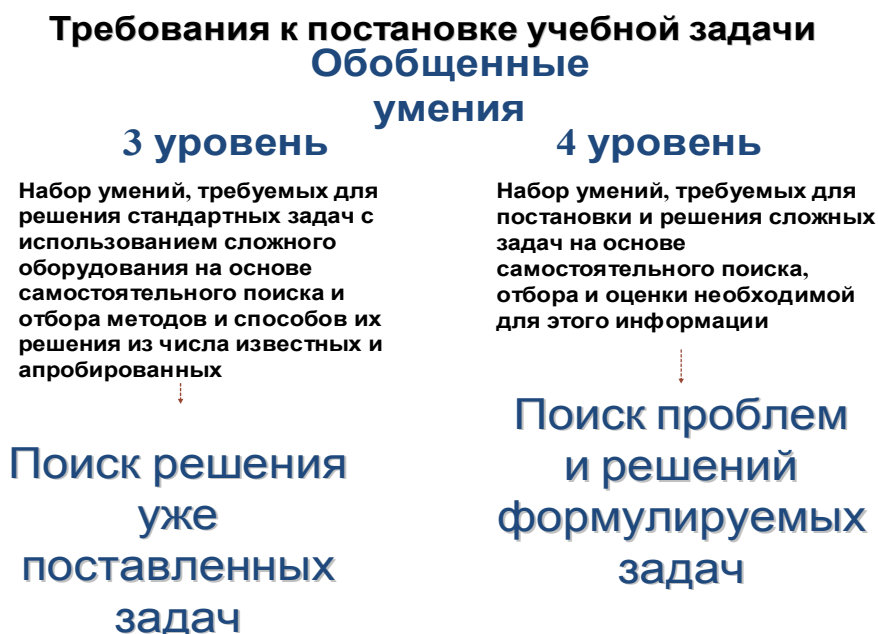 Требования к постановке учебной задачи
Обобщенные
умения
3 уровень
Набор умений, требуемых для
решения стандартных задач с
использованием сложного
оборудования на основе
самостоятельного поиска и
отбора методов и способов их
решения из числа известных и
апробированных
Поиск решения
уже
поставленных
задач
4 уровень
Набор умений, требуемых для
постановки и решения сложных
задач на основе
самостоятельного поиска,
отбора и оценки необходимой
для этого информации
Поиск проблем
и решений
формулируемых
задач